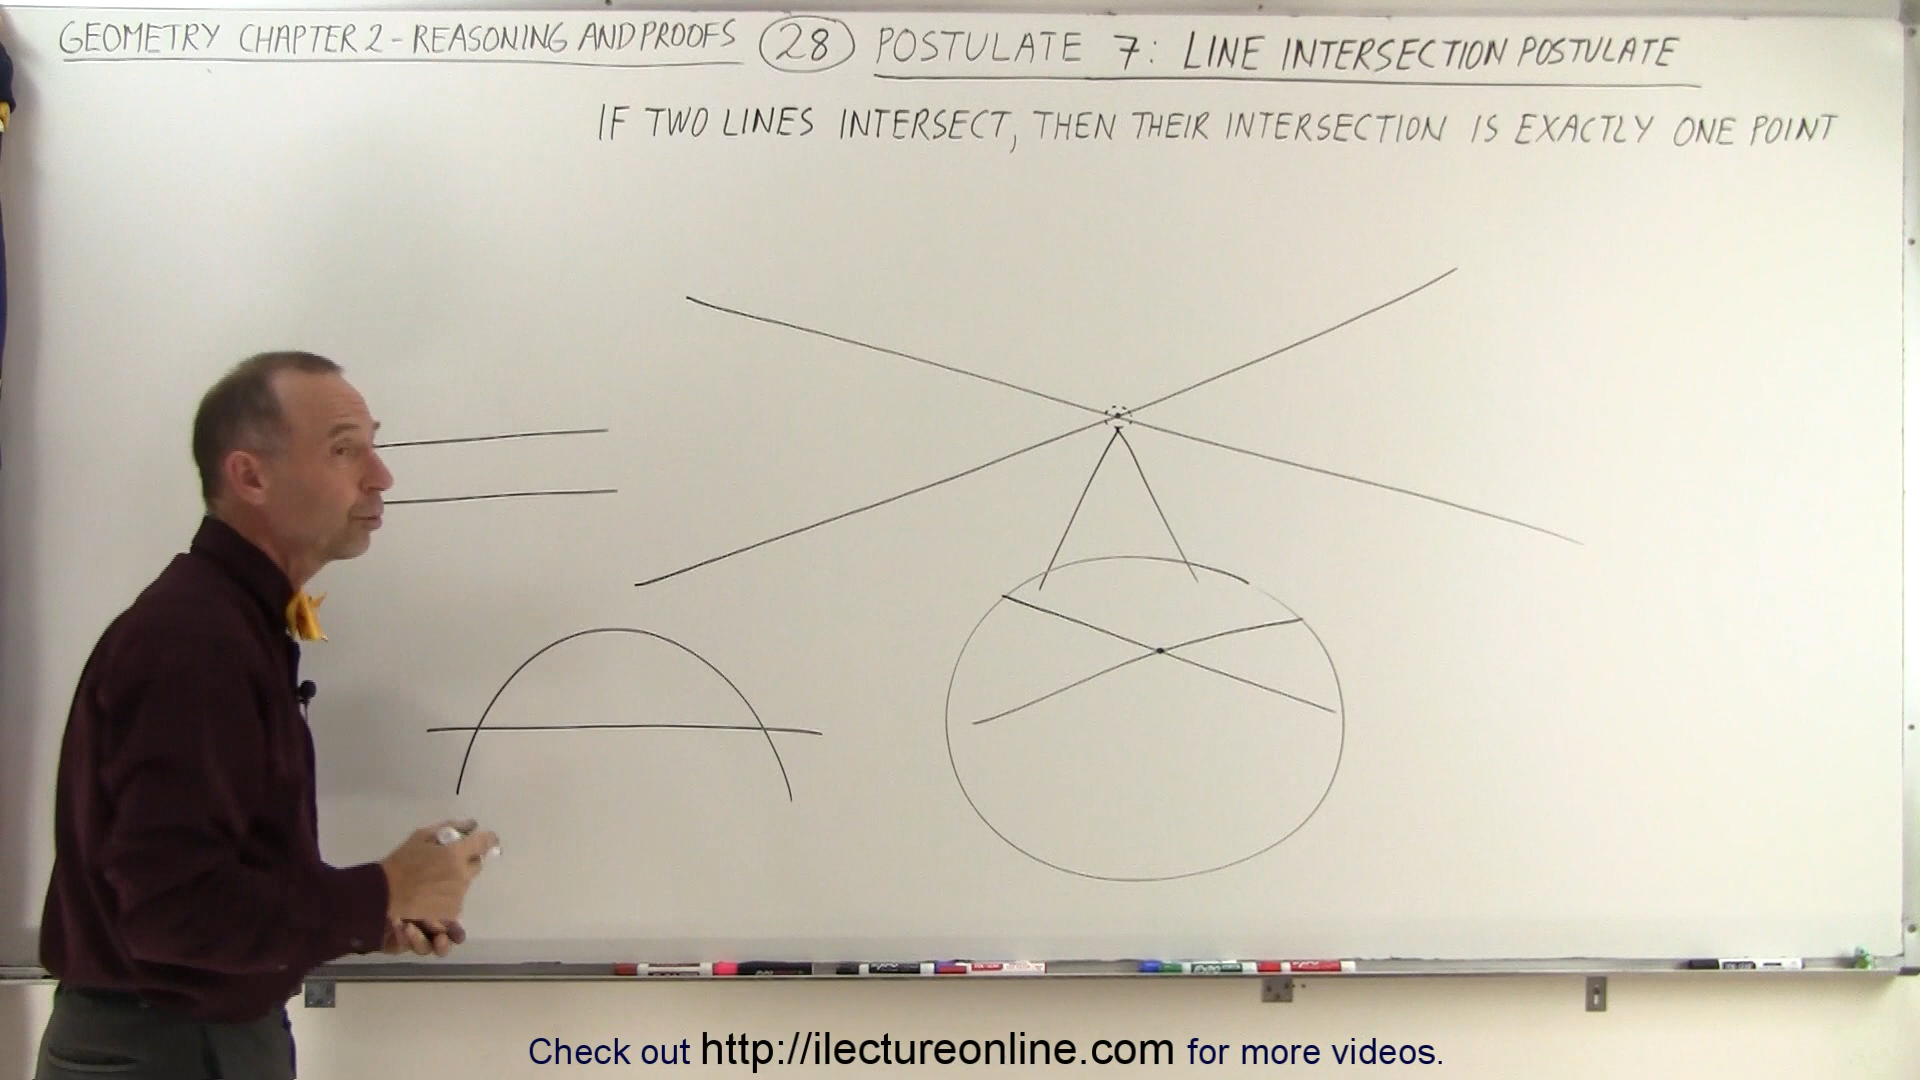 GEOMETRY CHAPTER 2 - REASONING AND PROOFS 28 POSTULATE 7: LINE INTERSECTION POSTULATE
IF TWO LINES INTERSECT, THEN THEIR INTERSECTION IS EXACTLY ONE POINT
Check out http://ilectureonline.com for more videos.